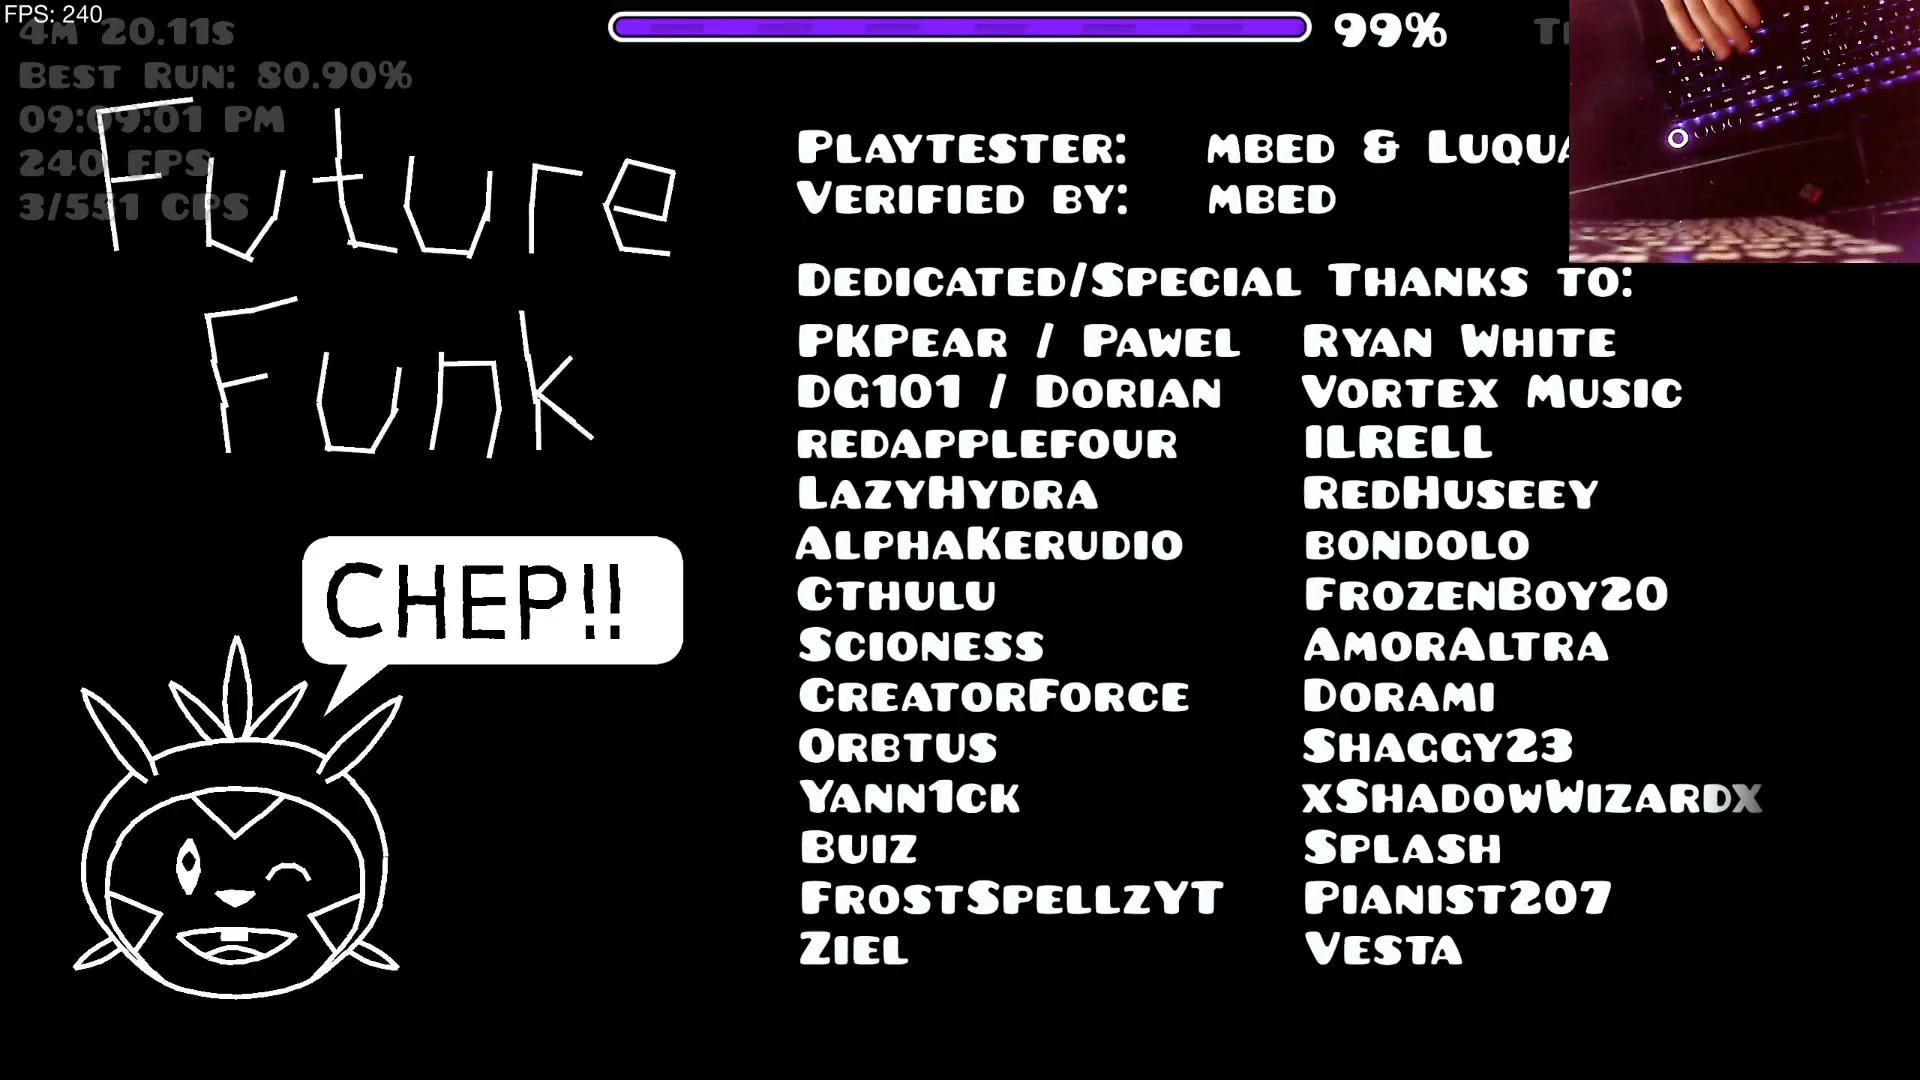 FPS: 240
4m 20.11s
Best Run: 80.90%
09:09:01 PM
240 FPS
3/551 CPS
99%
Future
Funk
CHEP!!
Playtester: mbed & Luqua
Verified by: mbed
Dedicated/Special Thanks to:
PKPear / Pawel
DG101 / Dorian
redapplefour
LazyHydra
AlphaKerudio
Cthulu
Scioness
CreatorForce
Orbtus
Yann1ck
Buiz
FrostSpellzYT
Ziel
Ryan White
Vortex Music
ILRELL
RedHuseey
bondolo
FrozenBoy20
AmorAltra
Dorami
Shaggy23
xShadowWizardx
Splash
Pianist207
Vesta